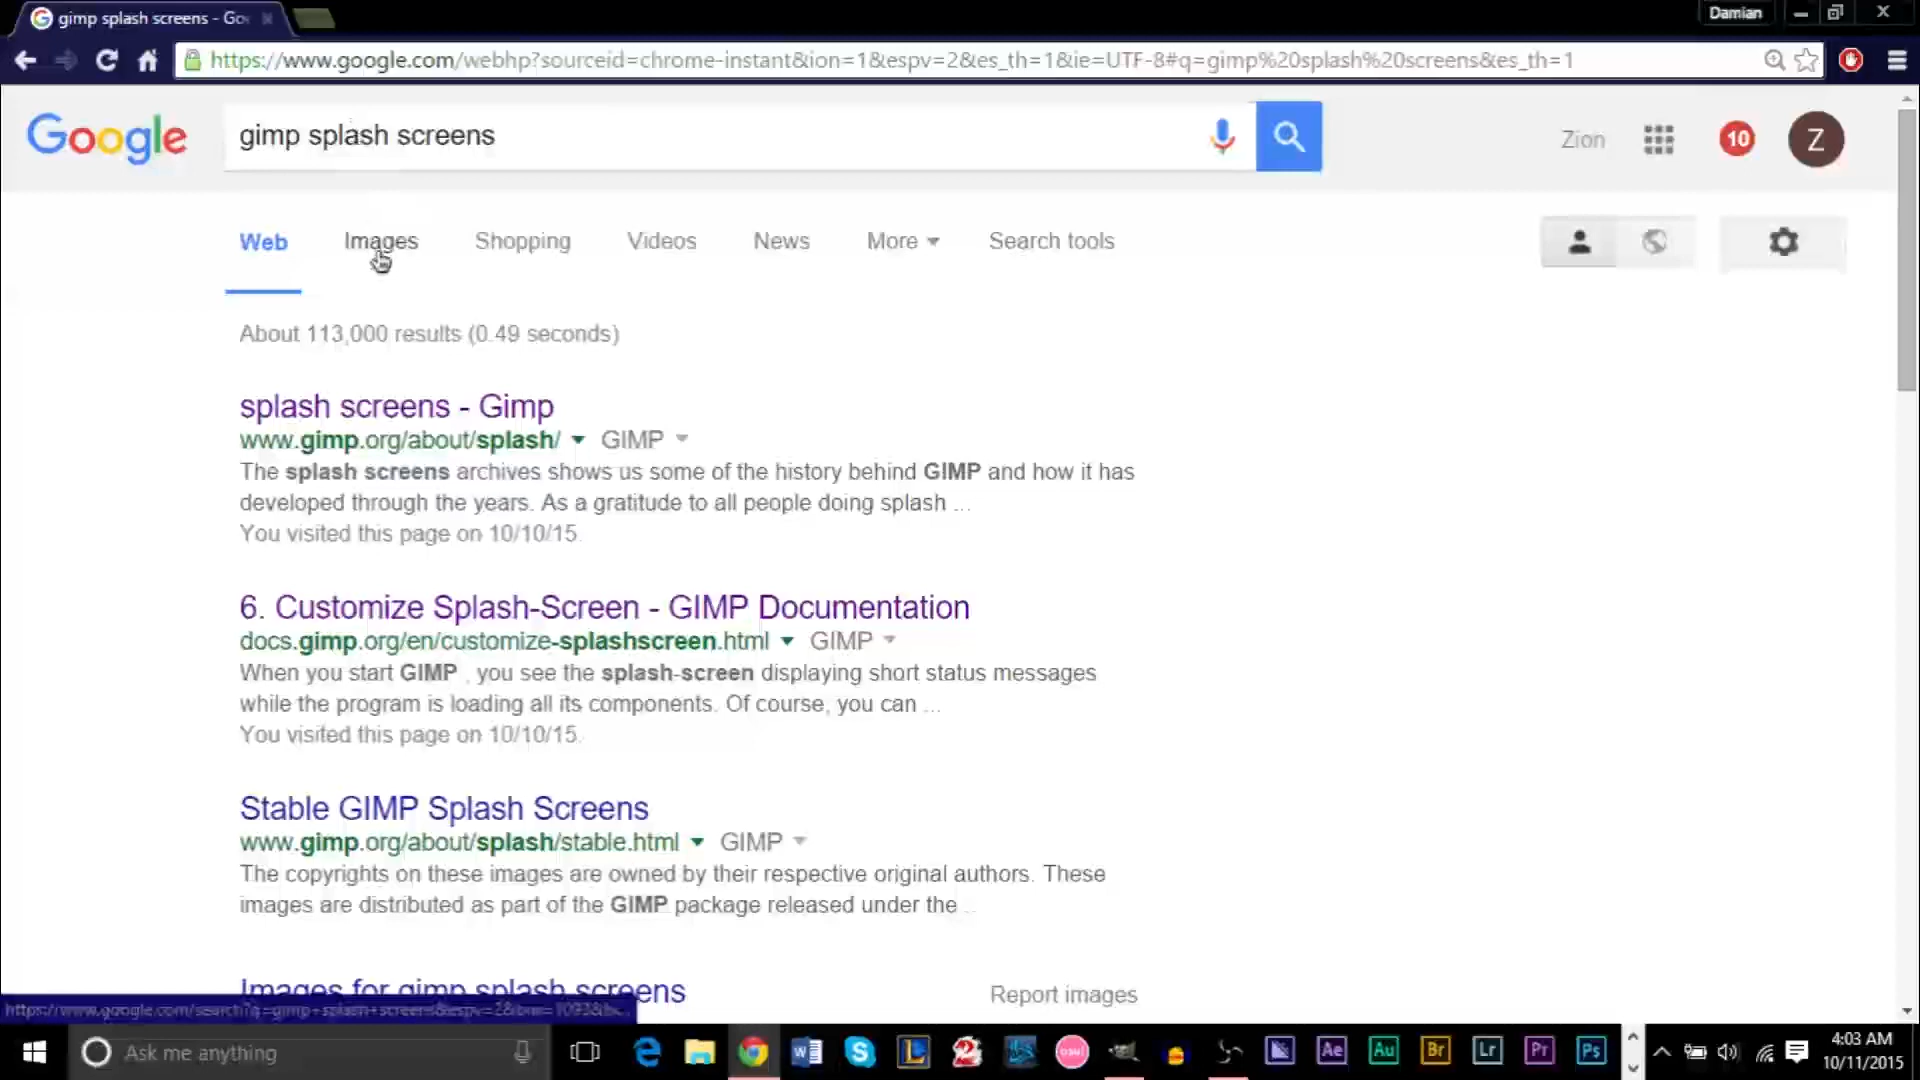 gimp splash screens - Go
Damian
https://www.google.com/webhp?sourceid=chrome-instant&ion=1&espv=2&es_th=1&ie=UTF-8#q=gimp%20splash%20screens&es_th=1
Google
gimp splash screens
Zion
10
Z
Web
Images
Shopping
Videos
News
More
Search tools
About 113,000 results (0.49 seconds)
splash screens - Gimp
www.gimp.org/about/splash/ GIMP
The splash screens archives shows us some of the history behind GIMP and how it has
developed through the years. As a gratitude to all people doing splash ...
You visited this page on 10/10/15.
6. Customize Splash-Screen - GIMP Documentation
docs.gimp.org/en/customize-splashscreen.html GIMP
When you start GIMP , you see the splash-screen displaying short status messages
while the program is loading all its components. Of course, you can ...
You visited this page on 10/10/15.
Stable GIMP Splash Screens
www.gimp.org/about/splash/stable.html GIMP
The copyrights on these images are owned by their respective original authors. These
images are distributed as part of the GIMP package released under the ..
Images for gimp splash screens
Report images
Ask me anything
osu!
Ae
Au
Br
Lr
Pr
Ps
4:03 AM
10/11/2015